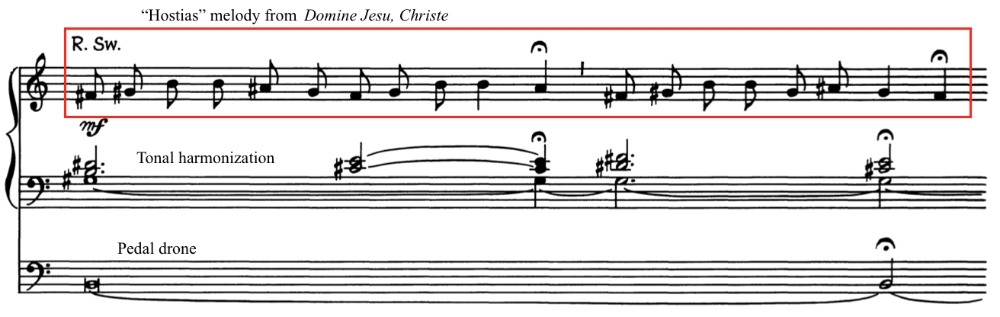 “Hostias” melody from Domine Jesu, Christe
R. Sw.
mf
Tonal harmonization
Pedal drone